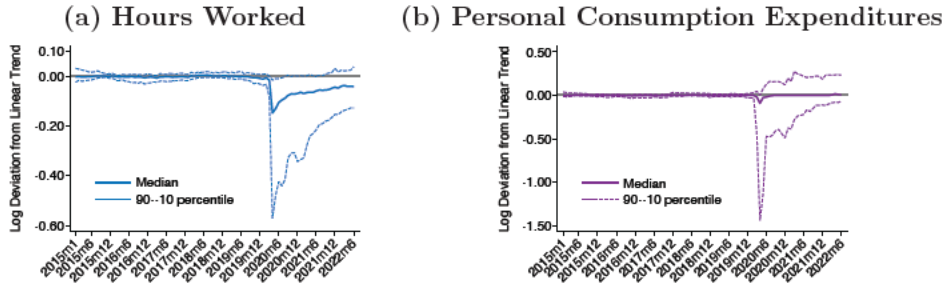 (a) Hours Worked
Log Deviation from Linear Trend
0.10
0.00
-0.20
-0.40
-0.60
Median
90--10 percentile
2015m1
2015m6
2015m12
2016m6
2016m12
2017m6
2017m12
2018m6
2018m12
2019m6
2019m12
2020m6
2020m12
2021m6
2021m12
2022m6
(b) Personal Consumption Expenditures
Log Deviation from Linear Trend
0.50
0.00
-0.50
-1.00
-1.50
Median
90--10 percentile
2015m1
2015m6
2015m12
2016m6
2016m12
2017m6
2017m12
2018m6
2018m12
2019m6
2019m12
2020m6
2020m12
2021m6
2021m12
2022m6